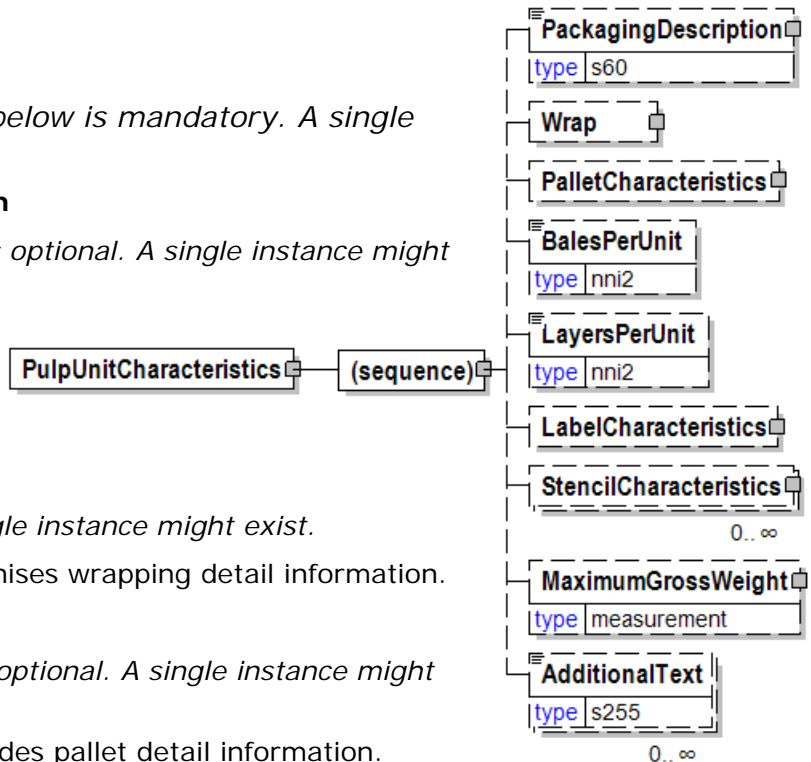 below is mandatory. A single
optional. A single instance might
PulpUnitCharacteristics
(sequence)
gle instance might exist.
wrapping detail information.
optional. A single instance might
pallet detail information.
PackagingDescription
type s60
Wrap
PalletCharacteristics
BalesPerUnit
type nni2
LayersPerUnit
type nni2
LabelCharacteristics
StencilCharacteristics
0.. ∞
MaximumGrossWeight
type measurement
AdditionalText
type s255
0.. ∞